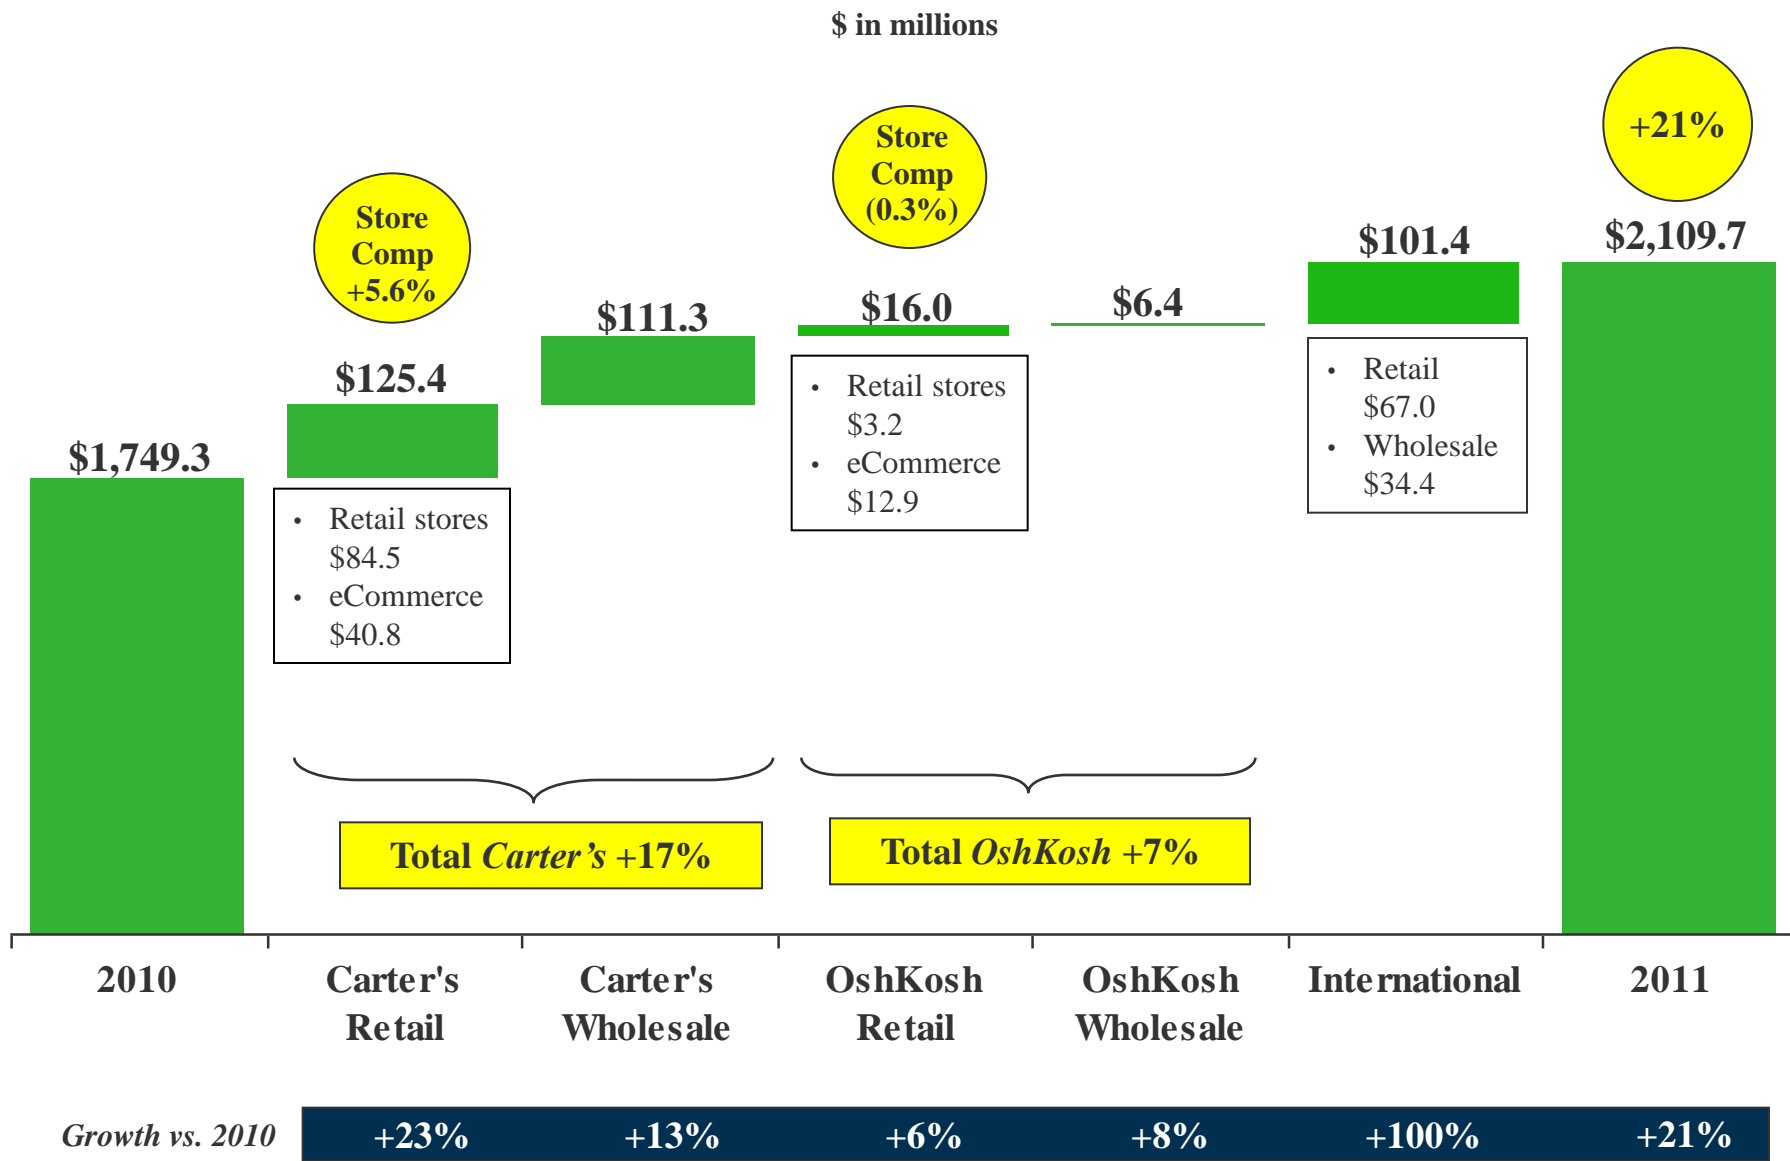 $ in millions
+21%
Store
Comp
(0.3%)
Store
Comp
+5.6%
$101.4
$2,109.7
$111.3
$16.0
$6.4
$125.4
$1,749.3
• Retail stores
$84.5
• eCommerce
$40.8
• Retail stores
$3.2
• eCommerce
$12.9
• Retail
$67.0
• Wholesale
$34.4
Total Carter’s +17%
Total OshKosh +7%
2010
Carter's
Retail
Carter's
Wholesale
OshKosh
Retail
OshKosh
Wholesale
International
2011
Growth vs. 2010 +23% +13% +6% +8% +100% +21%